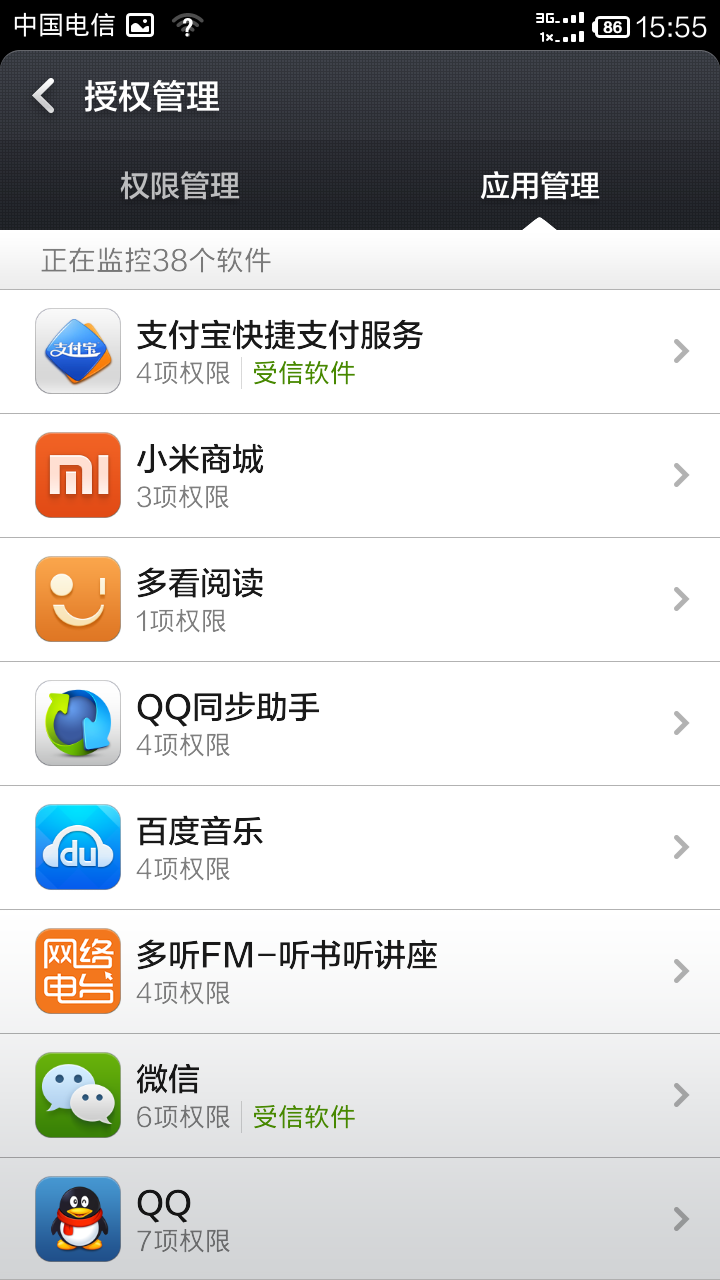 中国电信
3G
1×
86
15:55
授权管理
权限管理
应用管理
正在监控38个软件
支付宝
支付宝快捷支付服务
4项权限
受信软件
小米商城
3项权限
多看阅读
1项权限
QQ同步助手
4项权限
du
百度音乐
4项权限
网络
电台
多听FM-听书听讲座
4项权限
微信
6项权限
受信软件
QQ
7项权限